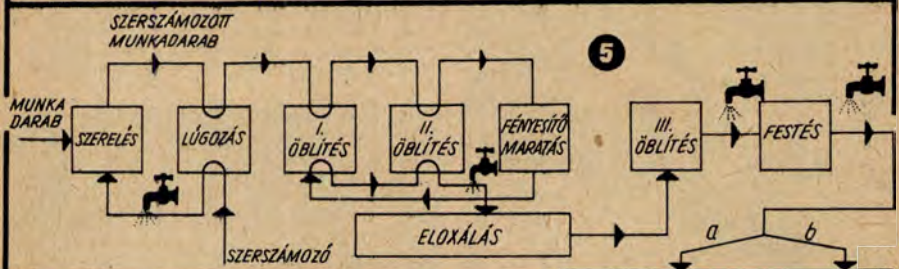 SZERSZÁMOZOTT
MUNKADARAB
5
MUNKA
DARAB
SZERELÉS
LÚGOZÁS
I.
ÖBLÍTÉS
II.
ÖBLÍTÉS
FÉNYESÍTŐ
MARATÁS
III.
ÖBLÍTÉS
FESTÉS
ELOXÁLÁS
SZERSZÁMOZÓ
a
b